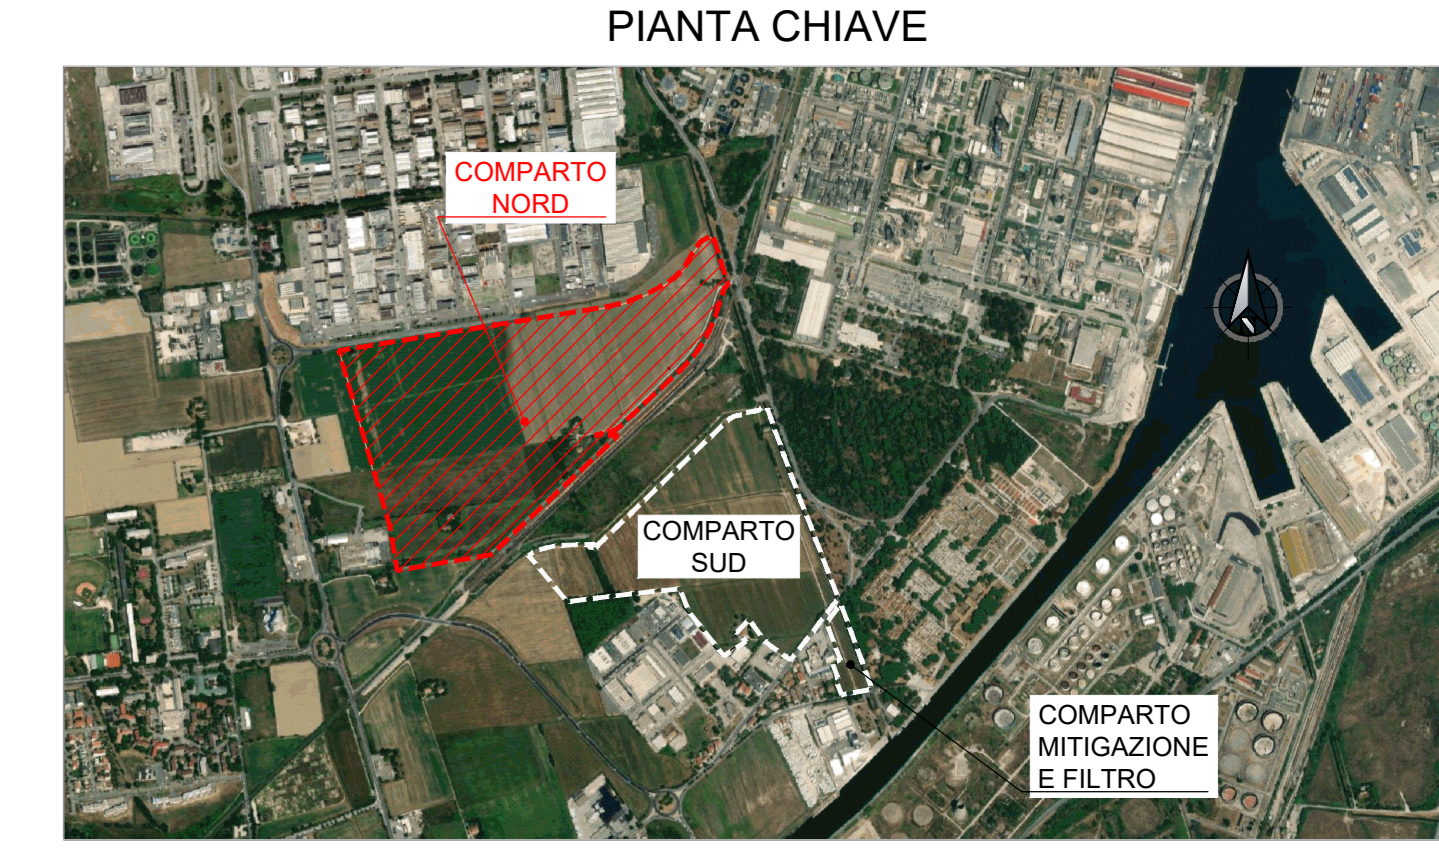 PIANTA CHIAVE
COMPARTO
NORD
COMPARTO
SUD
COMPARTO
MITIGAZIONE
E FILTRO